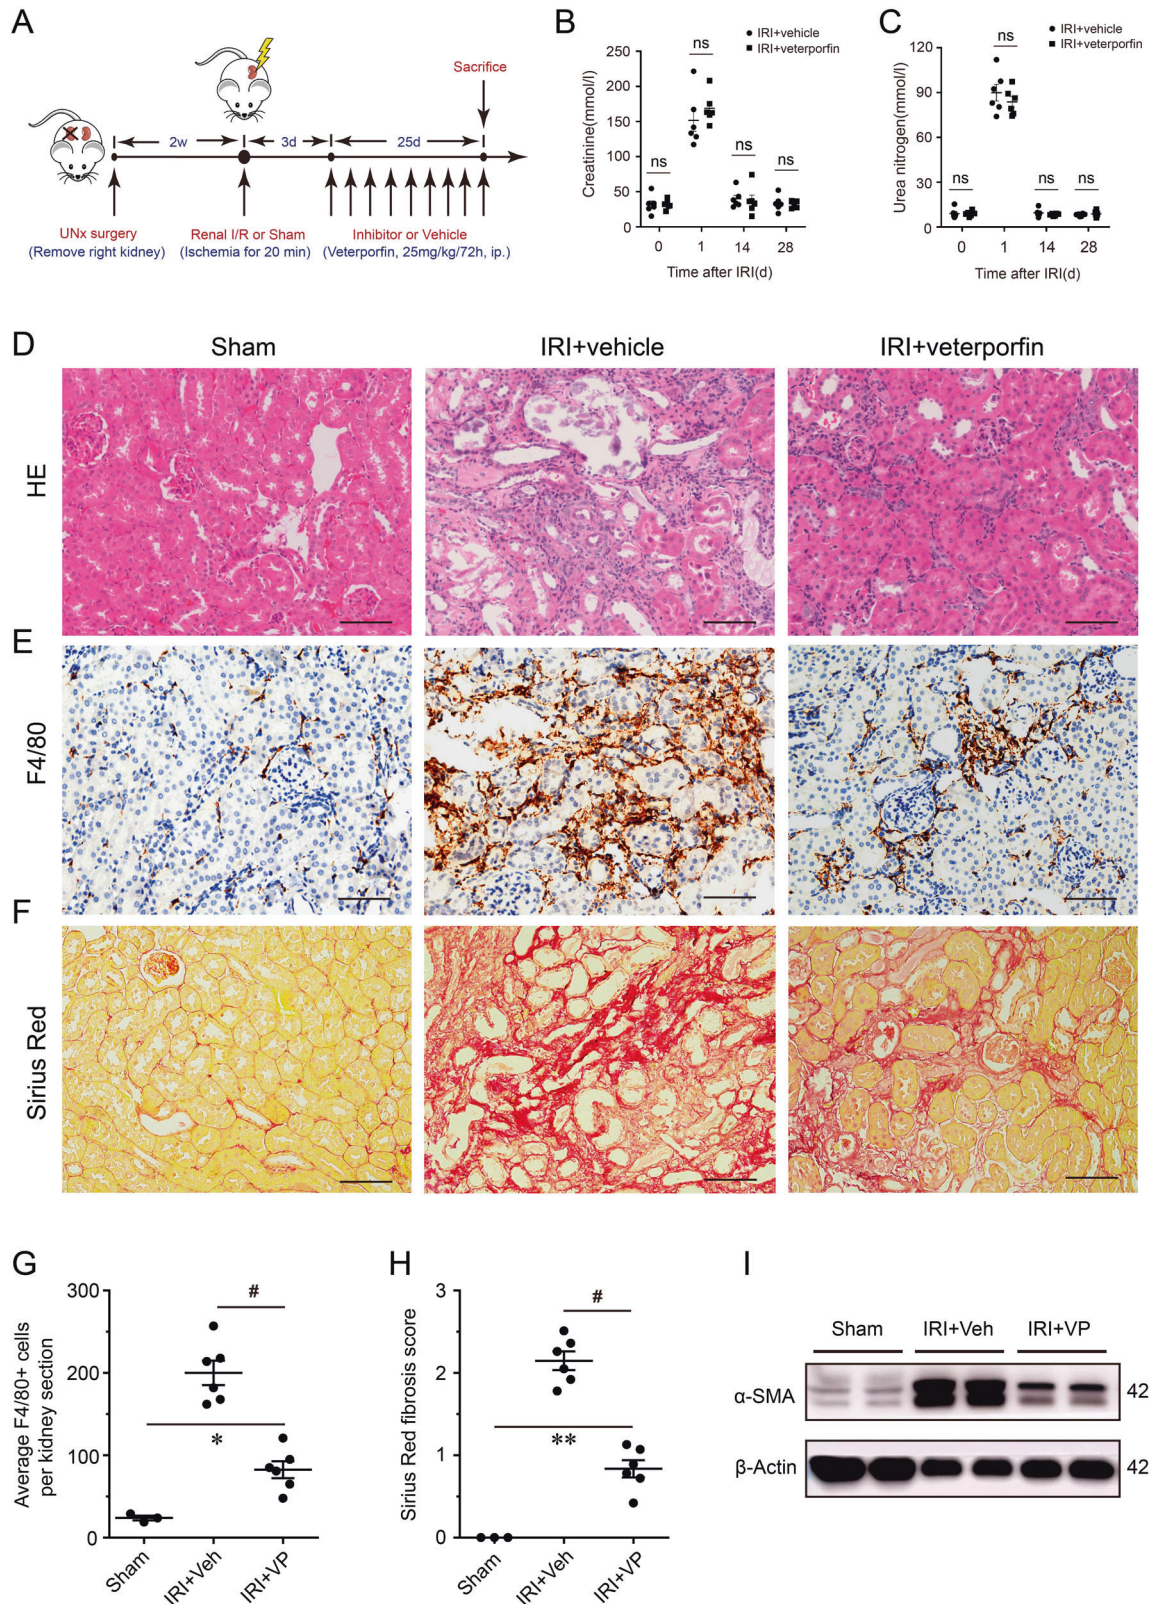 A
Sacrifice
2w
3d
25d
UNx surgery
(Remove right kidney)
Renal I/R or Sham
(Ischemia for 20 min)
Inhibitor or Vehicle
(Veterporfin, 25mg/kg/72h, ip.)
B
IRI+vehicle
IRI+veterporfin
Creatinine(mmol/l)
250
200
150
100
50
0
ns
ns
ns
ns
0
1
14
28
Time after IRI(d)
C
IRI+vehicle
IRI+veterporfin
Urea nitrogen(mmol/l)
120
90
60
30
0
ns
ns
ns
ns
0
1
14
28
Time after IRI(d)
D
Sham
IRI+vehicle
IRI+veterporfin
HE
E
F4/80
F
Sirius Red
G
Average F4/80+ cells
per kidney section
300
200
100
0
#
*
Sham
IRI+Veh
IRI+VP
H
Sirius Red fibrosis score
3
2
1
0
#
**
Sham
IRI+Veh
IRI+VP
I
Sham
IRI+Veh
IRI+VP
α-SMA
42
β-Actin
42